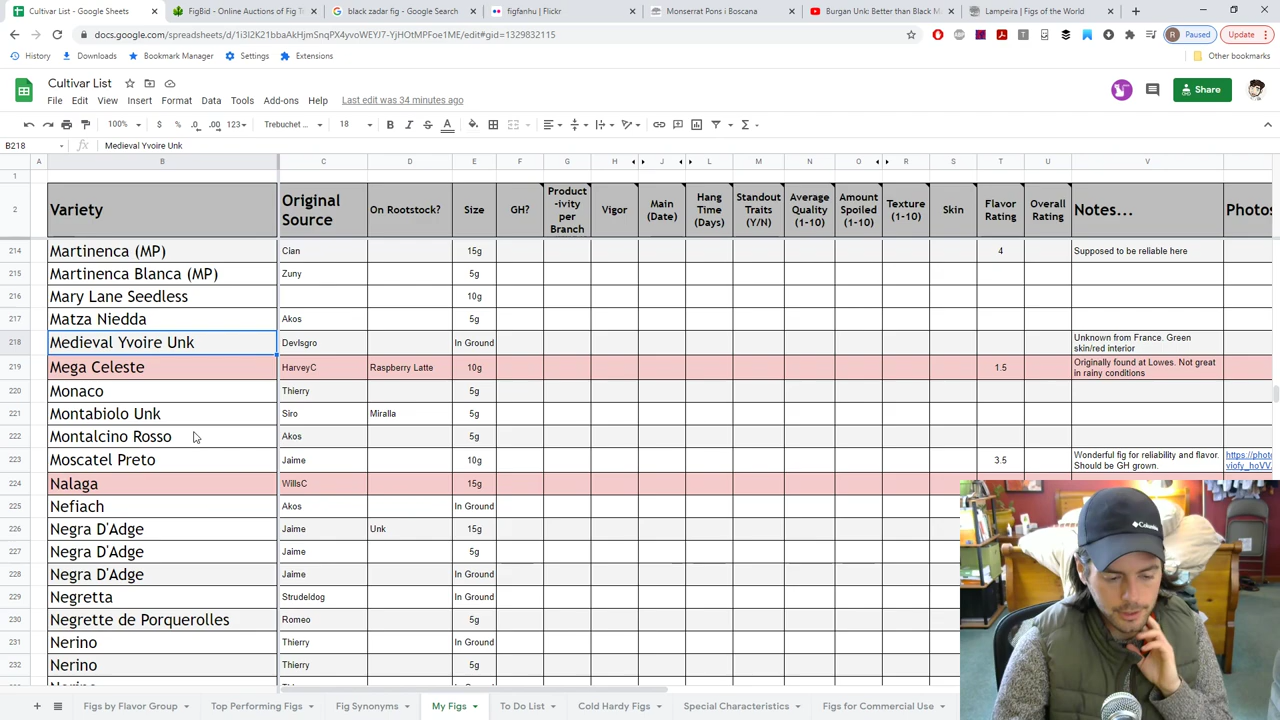 Cultivar List - Google Sheets
FigBid - Online Auctions of Fig T
black zadar fig - Google Search
figfanhu | Flickr
Monserrat Pons i Boscana
Burgan Unk: Better than Black M
Lampeira | Figs of the World
docs.google.com/spreadsheets/d/1i3I2K21bbaAkHjmSnqPX4yvoWEYJ7-YjHOtMPFoe1ME/edit#gid=1329832115
Paused
Update
History
Downloads
Bookmark Manager
Settings
Extensions
Other bookmarks
Cultivar List
File Edit View Insert Format Data Tools Add-ons Help Last edit was 34 minutes ago
Share
100% $ % .0 .00 123 Trebuchet ... 18 B I S A
B218 fx Medieval Yvoire Unk
A B C D E F G H J L M N O R S T U V
1
2 Variety Original Source On Rootstock? Size GH? Product-ivity per Branch Vigor Main (Date) Hang Time (Days) Standout Traits (Y/N) Average Quality (1-10) Amount Spoiled (1-10) Texture (1-10) Skin Flavor Rating Overall Rating Notes... Photos
214 Martinenca (MP) Cian 15g 4 Supposed to be reliable here
215 Martinenca Blanca (MP) Zuny 5g
216 Mary Lane Seedless 10g
217 Matza Niedda Akos 5g
218 Medieval Yvoire Unk DevIsgro In Ground Unknown from France. Green skin/red interior
219 Mega Celeste HarveyC Raspberry Latte 10g 1.5 Originally found at Lowes. Not great in rainy conditions
220 Monaco Thierry 5g
221 Montabiolo Unk Siro Miralla 5g
222 Montalcino Rosso Akos 5g
223 Moscatel Preto Jaime 10g 3.5 Wonderful fig for reliability and flavor. Should be GH grown. https://photo viofy_hoVV
224 Nalaga WillsC 15g
225 Nefiach Akos In Ground
226 Negra D'Adge Jaime Unk 15g
227 Negra D'Adge Jaime 5g
228 Negra D'Adge Jaime In Ground
229 Negretta Strudeldog In Ground
230 Negrette de Porquerolles Romeo 5g
231 Nerino Thierry In Ground
232 Nerino Thierry 5g
Columbia
Figs by Flavor Group
Top Performing Figs
Fig Synonyms
My Figs
To Do List
Cold Hardy Figs
Special Characteristics
Figs for Commercial Use